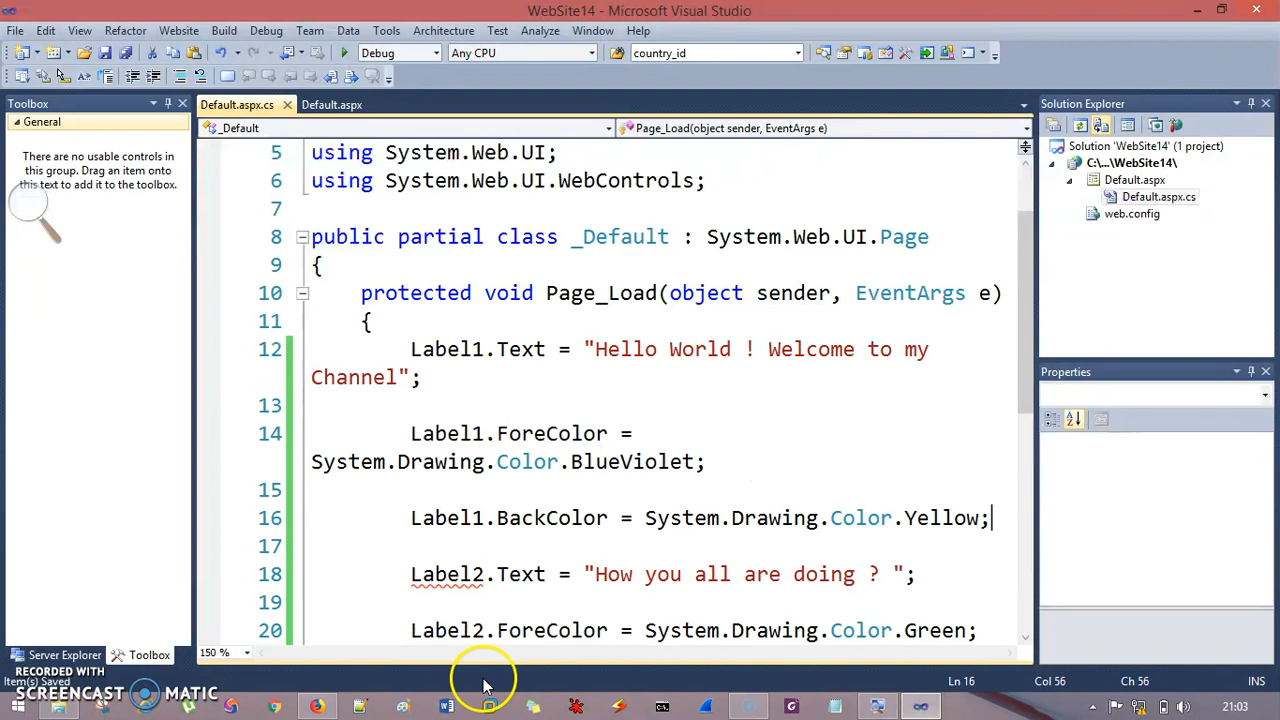 WebSite14 - Microsoft Visual Studio
File Edit View Refactor Website Build Debug Team Data Tools Architecture Test Analyze Window Help
Debug Any CPU country_id
Toolbox
General
There are no usable controls in
this group. Drag an item onto
this text to add it to the toolbox.
Default.aspx.cs Default.aspx
_Default Page_Load(object sender, EventArgs e)
5 using System.Web.UI;
6 using System.Web.UI.WebControls;
7
8 public partial class _Default : System.Web.UI.Page
9 {
10 protected void Page_Load(object sender, EventArgs e)
11 {
12 Label1.Text = "Hello World ! Welcome to my
Channel";
13
14 Label1.ForeColor =
System.Drawing.Color.BlueViolet;
15
16 Label1.BackColor = System.Drawing.Color.Yellow;
17
18 Label2.Text = "How you all are doing ? ";
19
20 Label2.ForeColor = System.Drawing.Color.Green;
150 %
Solution Explorer
Solution 'WebSite14' (1 project)
C:\...\WebSite14\
Default.aspx
Default.aspx.cs
web.config
Properties
Server Explorer Toolbox
RECORDED WITH
SCREENCAST MATIC
Item(s) Saved
Ln 16 Col 56 Ch 56 INS
13:03